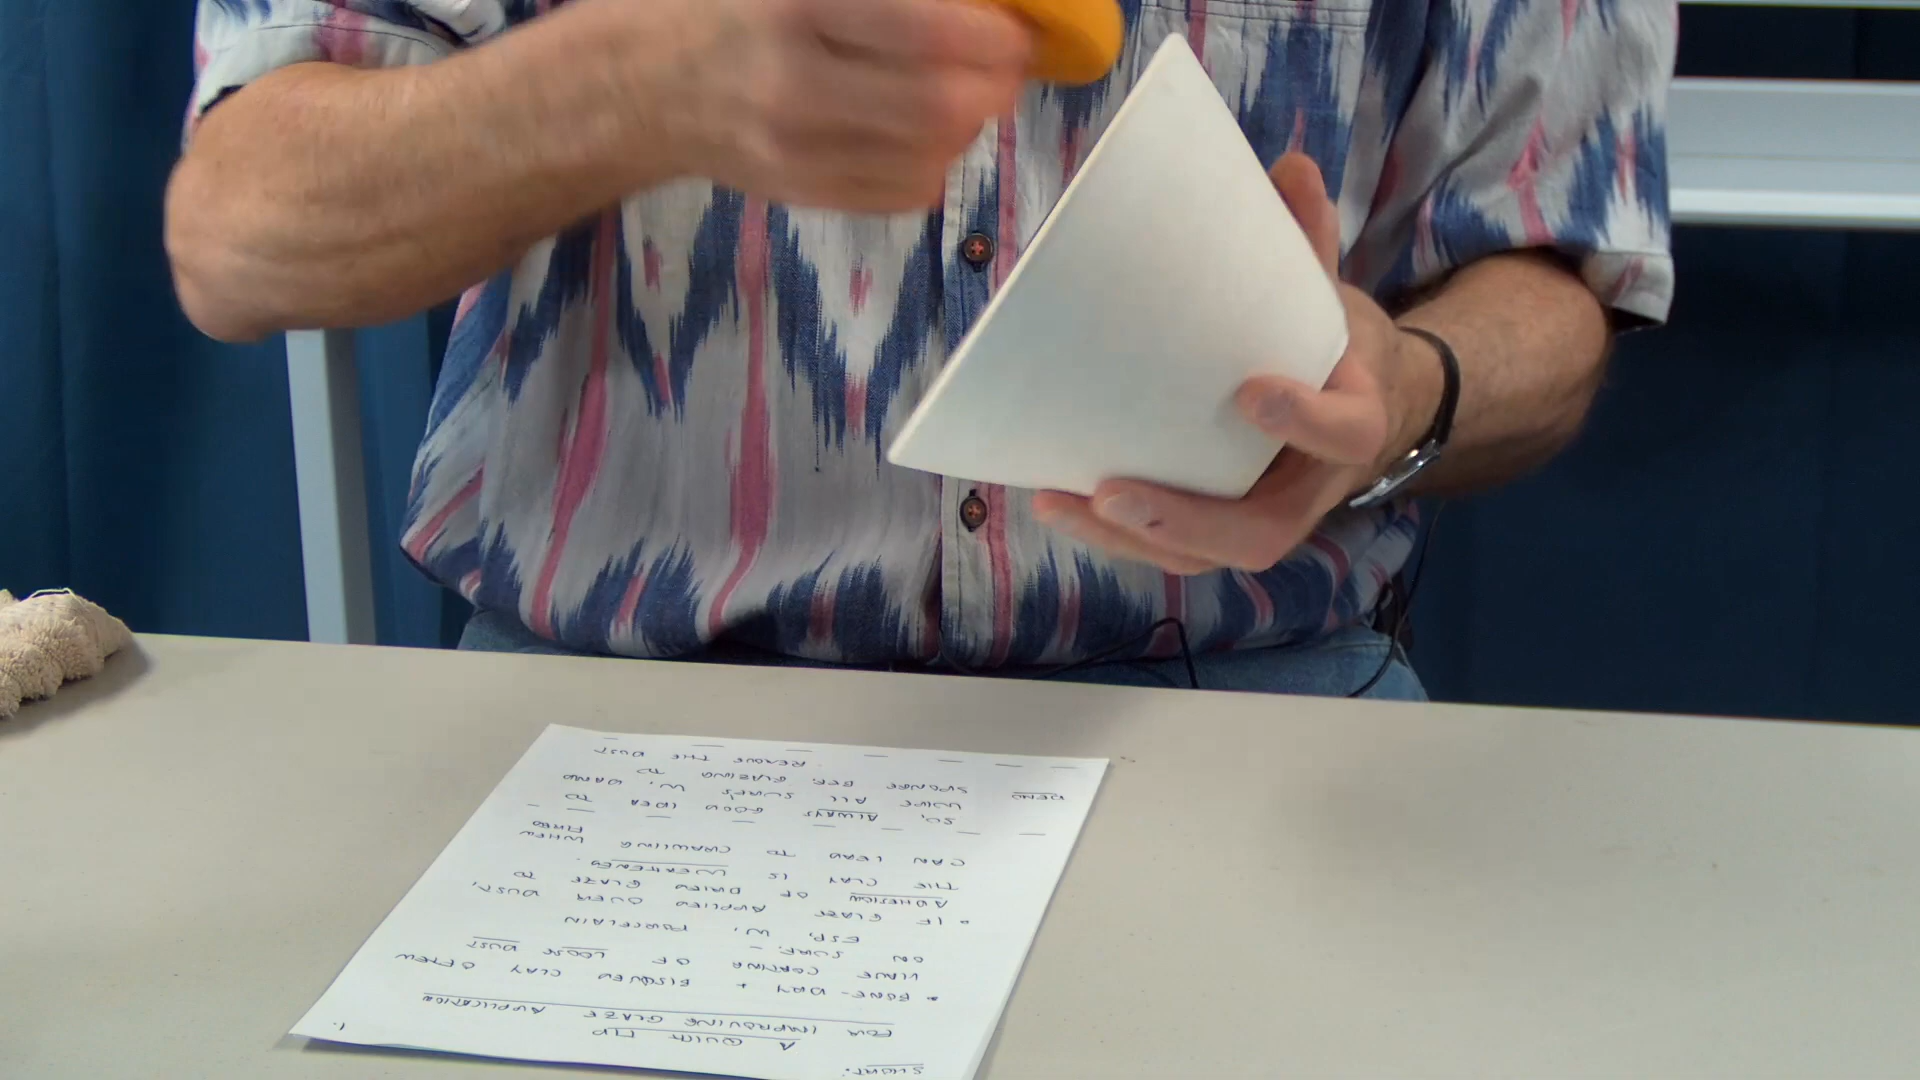 SHORT:
A QUICK TIP
FOR IMPROVING GLAZE APPLICATION
1.
• BONE-DRY + BISQUED CLAY OFTEN
HAVE COATING OF LOOSE DUST
ON SURF. -
ESP. W. PORCELAIN
• IF GLAZE APPLIED OVER DUST,
ADHESION OF DRIED GLAZE TO
THE CLAY IS WEAKENED.
CAN LEAD TO CRAWLING WHEN FIRED
SO, ALWAYS GOOD IDEA TO
WIPE ALL SURFS W. DAMP
SPONGE BEF. GLAZING TO
REMOVE THE DUST
DEMO